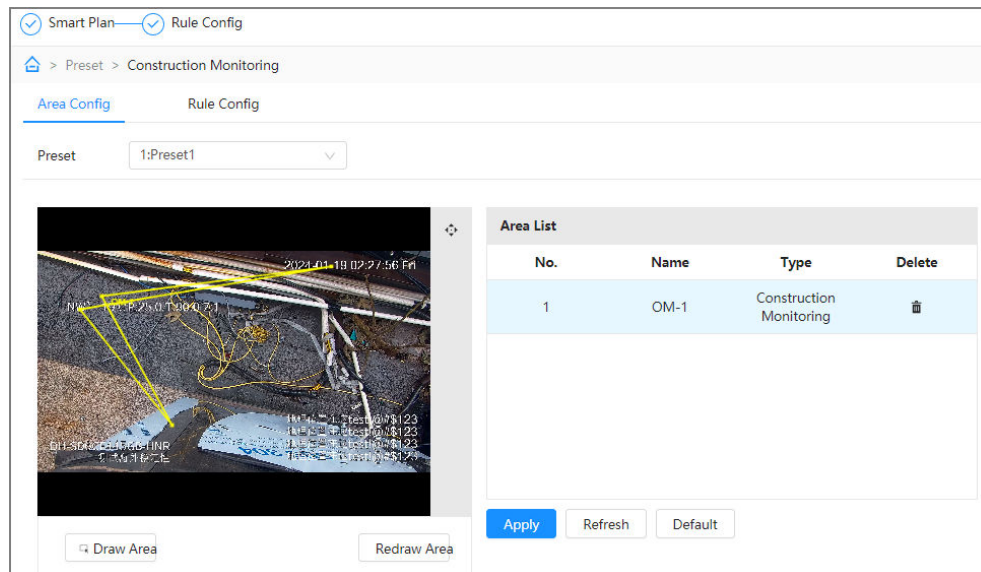 Smart Plan Rule Config
> Preset > Construction Monitoring
Area Config Rule Config
Preset 1:Preset1
Area List
No. Name Type Delete
1 OM-1 Construction Monitoring
2024-01-19 02:27:56 Fri
Apply Refresh Default
Draw Area Redraw Area